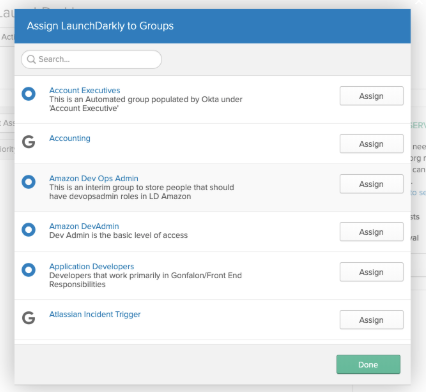 Assign LaunchDarkly to Groups
Search...
Account Executives
This is an Automated group populated by Okta under
'Account Executive'
Assign
Accounting
Assign
Amazon Dev Ops Admin
This is an interim group to store people that should
have devopsadmin roles in LD Amazon
Assign
Amazon DevAdmin
Dev Admin is the basic level of access
Assign
Application Developers
Developers that work primarily in Gonfalon/Front End
Responsibilities
Assign
Atlassian Incident Trigger
Assign
Done